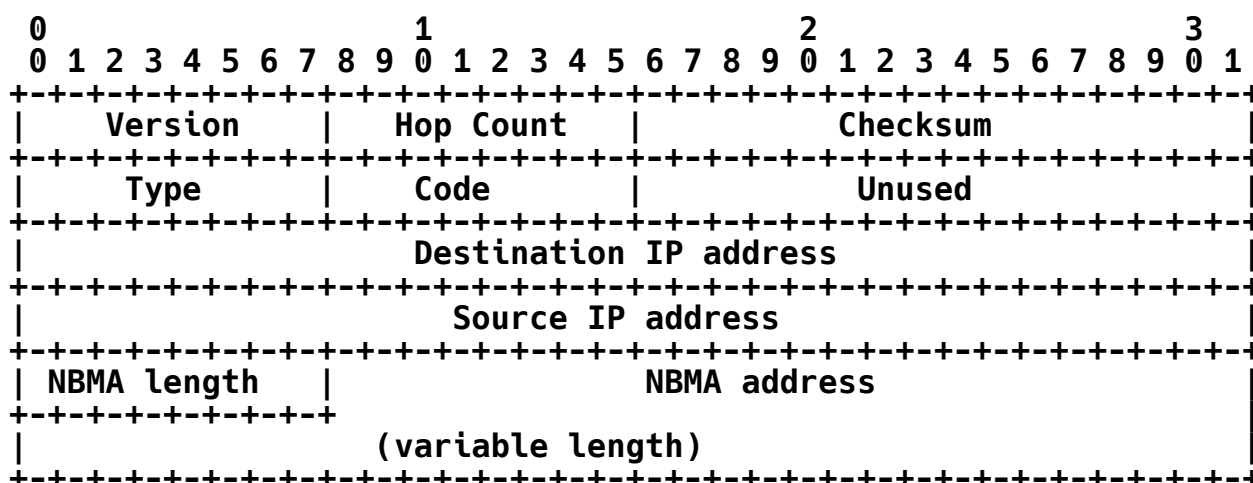 0                   1                   2                   3
 0 1 2 3 4 5 6 7 8 9 0 1 2 3 4 5 6 7 8 9 0 1 2 3 4 5 6 7 8 9 0 1
+-+-+-+-+-+-+-+-+-+-+-+-+-+-+-+-+-+-+-+-+-+-+-+-+-+-+-+-+-+-+-+-+
|    Version    |   Hop Count   |          Checksum             |
+-+-+-+-+-+-+-+-+-+-+-+-+-+-+-+-+-+-+-+-+-+-+-+-+-+-+-+-+-+-+-+-+
|     Type      |    Code       |           Unused              |
+-+-+-+-+-+-+-+-+-+-+-+-+-+-+-+-+-+-+-+-+-+-+-+-+-+-+-+-+-+-+-+-+
|                    Destination IP address                     |
+-+-+-+-+-+-+-+-+-+-+-+-+-+-+-+-+-+-+-+-+-+-+-+-+-+-+-+-+-+-+-+-+
|                      Source IP address                        |
+-+-+-+-+-+-+-+-+-+-+-+-+-+-+-+-+-+-+-+-+-+-+-+-+-+-+-+-+-+-+-+-+
| NBMA length   |                NBMA address                   |
+-+-+-+-+-+-+-+-+
|                  (variable length)                            |
+-+-+-+-+-+-+-+-+-+-+-+-+-+-+-+-+-+-+-+-+-+-+-+-+-+-+-+-+-+-+-+-+